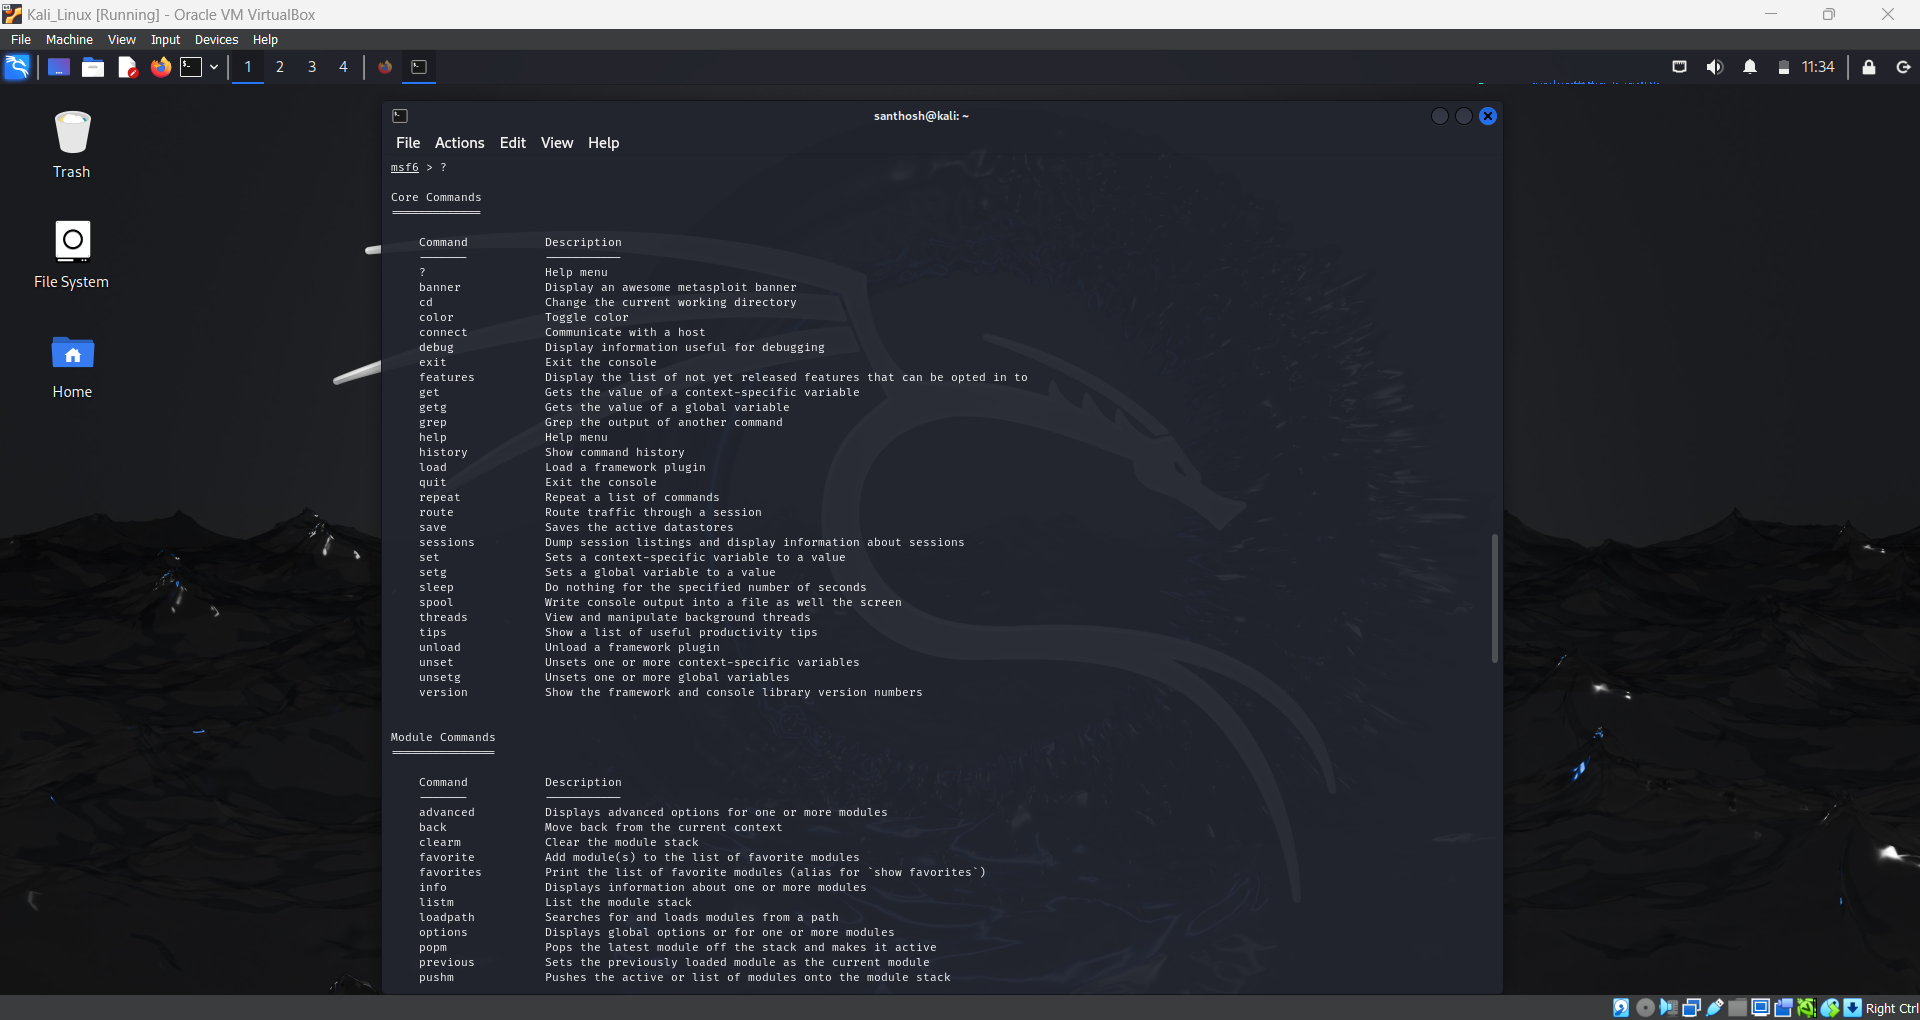 Kali_Linux [Running] - Oracle VM VirtualBox
File Machine View Input Devices Help
1 2 3 4 11:34
santhosh@kali: ~
File Actions Edit View Help
Trash
File System
Home
msf6 > ?
Core Commands
Command Description
? Help menu
banner Display an awesome metasploit banner
cd Change the current working directory
color Toggle color
connect Communicate with a host
debug Display information useful for debugging
exit Exit the console
features Display the list of not yet released features that can be opted in to
get Gets the value of a context-specific variable
getg Gets the value of a global variable
grep Grep the output of another command
help Help menu
history Show command history
load Load a framework plugin
quit Exit the console
repeat Repeat a list of commands
route Route traffic through a session
save Saves the active datastores
sessions Dump session listings and display information about sessions
set Sets a context-specific variable to a value
setg Sets a global variable to a value
sleep Do nothing for the specified number of seconds
spool Write console output into a file as well the screen
threads View and manipulate background threads
tips Show a list of useful productivity tips
unload Unload a framework plugin
unset Unsets one or more context-specific variables
unsetg Unsets one or more global variables
version Show the framework and console library version numbers
Module Commands
Command Description
advanced Displays advanced options for one or more modules
back Move back from the current context
clearm Clear the module stack
favorite Add module(s) to the list of favorite modules
favorites Print the list of favorite modules (alias for `show favorites`)
info Displays information about one or more modules
listm List the module stack
loadpath Searches for and loads modules from a path
options Displays global options or for one or more modules
popm Pops the latest module off the stack and makes it active
previous Sets the previously loaded module as the current module
pushm Pushes the active or list of modules onto the module stack
Right Ctrl